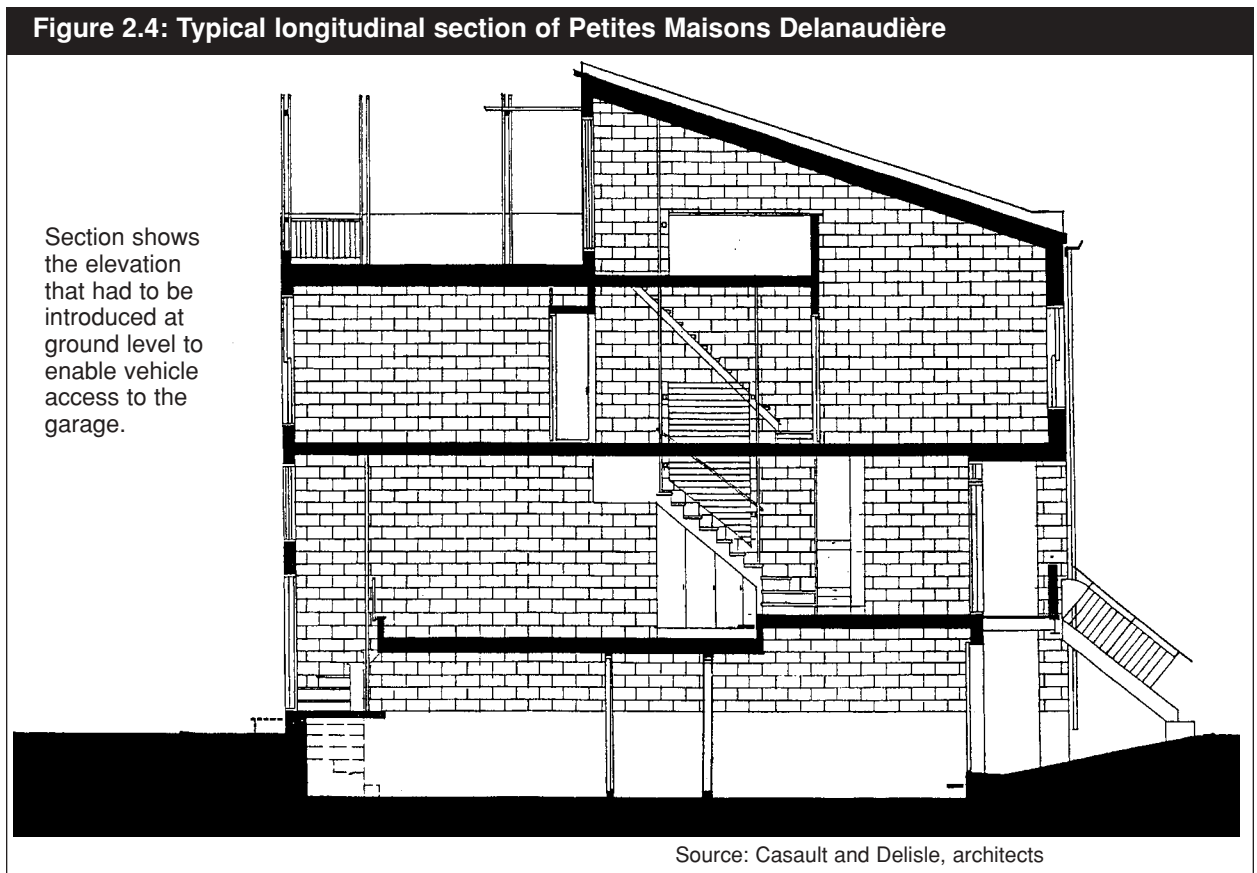 Figure 2.4: Typical longitudinal section of Petites Maisons Delanaudière
Section shows
the elevation
that had to be
introduced at
ground level to
enable vehicle
access to the
garage.
Source: Casault and Delisle, architects